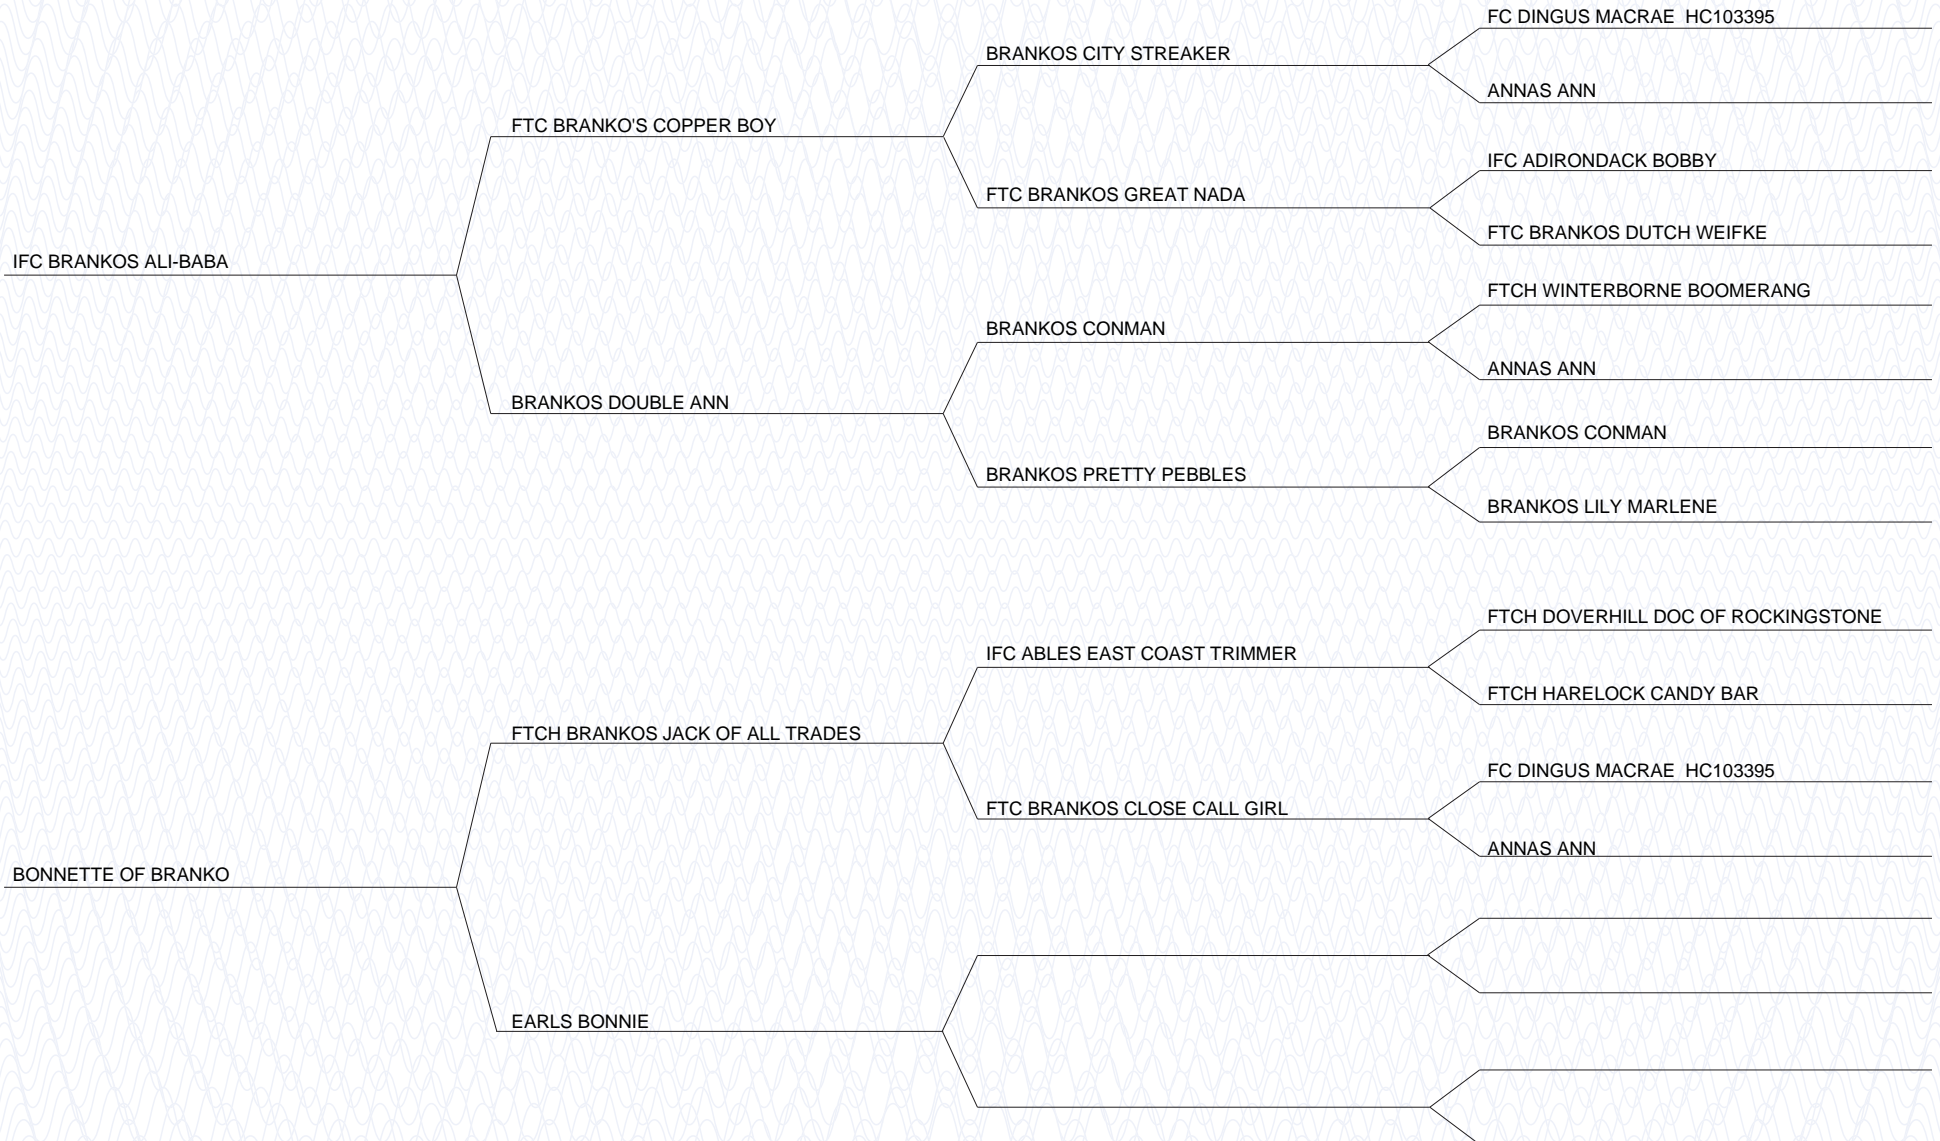 FC DINGUS MACRAE  HC103395
BRANKOS CITY STREAKER
ANNAS ANN
FTC BRANKO'S COPPER BOY
IFC ADIRONDACK BOBBY
FTC BRANKOS GREAT NADA
FTC BRANKOS DUTCH WEIFKE
IFC BRANKOS ALI-BABA
FTCH WINTERBORNE BOOMERANG
BRANKOS CONMAN
ANNAS ANN
BRANKOS DOUBLE ANN
BRANKOS CONMAN
BRANKOS PRETTY PEBBLES
BRANKOS LILY MARLENE
FTCH DOVERHILL DOC OF ROCKINGSTONE
IFC ABLES EAST COAST TRIMMER
FTCH HARELOCK CANDY BAR
FTCH BRANKOS JACK OF ALL TRADES
FC DINGUS MACRAE  HC103395
FTC BRANKOS CLOSE CALL GIRL
ANNAS ANN
BONNETTE OF BRANKO
EARLS BONNIE